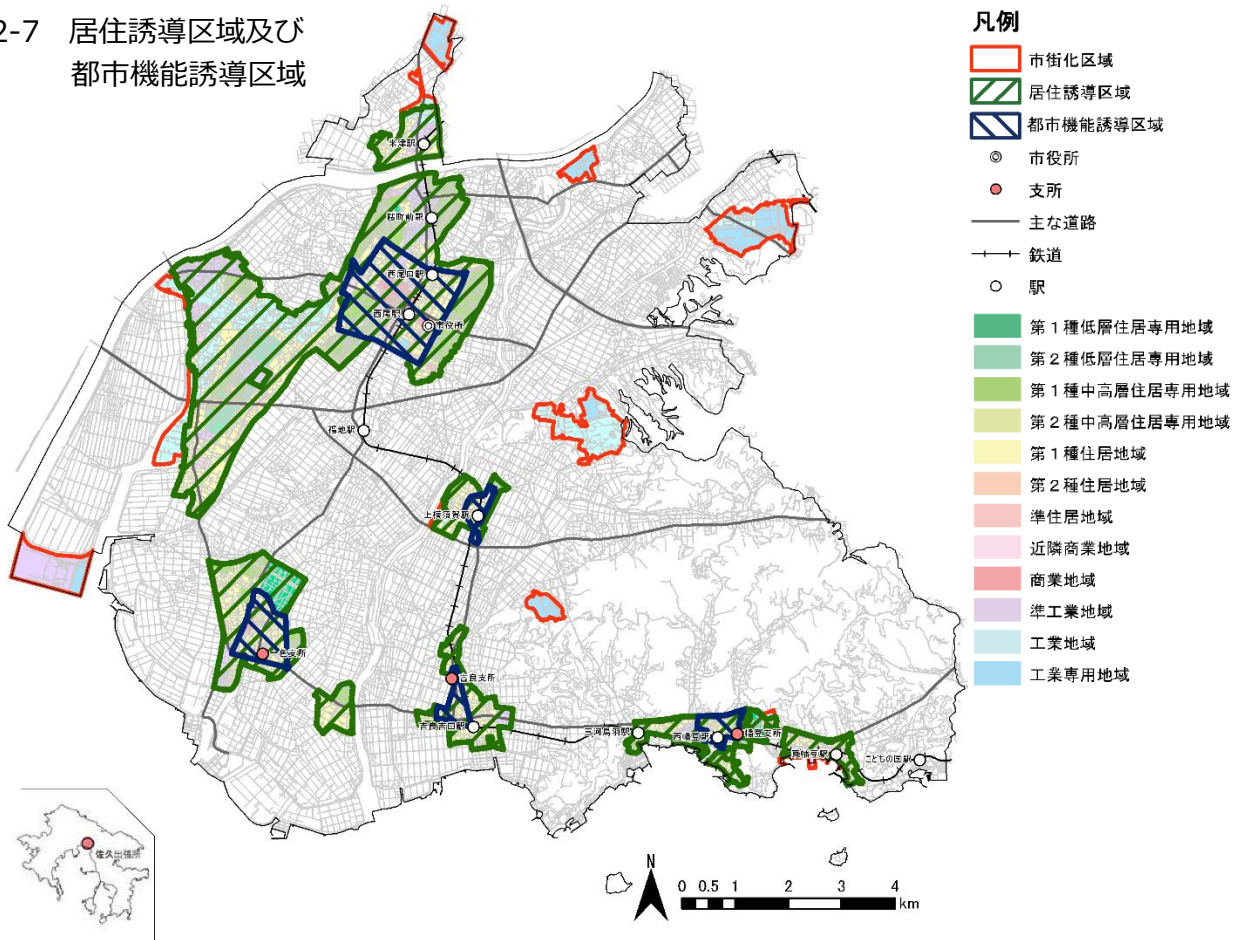 2-7 居住誘導区域及び
都市機能誘導区域
凡例
市街化区域
居住誘導区域
都市機能誘導区域
市役所
支所
主な道路
鉄道
駅
第1種低層住居専用地域
第2種低層住居専用地域
第1種中高層住居専用地域
第2種中高層住居専用地域
第1種住居地域
第2種住居地域
準住居地域
近隣商業地域
商業地域
準工業地域
工業地域
工業専用地域
米津駅
桜町前駅
西尾口駅
西尾駅
市役所
福地駅
上横須賀駅
一色支所
吉良支所
吉良吉田駅
三河鳥羽駅
西幡豆駅
幡豆支所
東幡豆駅
こどもの国駅
佐久出張所
N
0 0.5 1 2 3 4
km